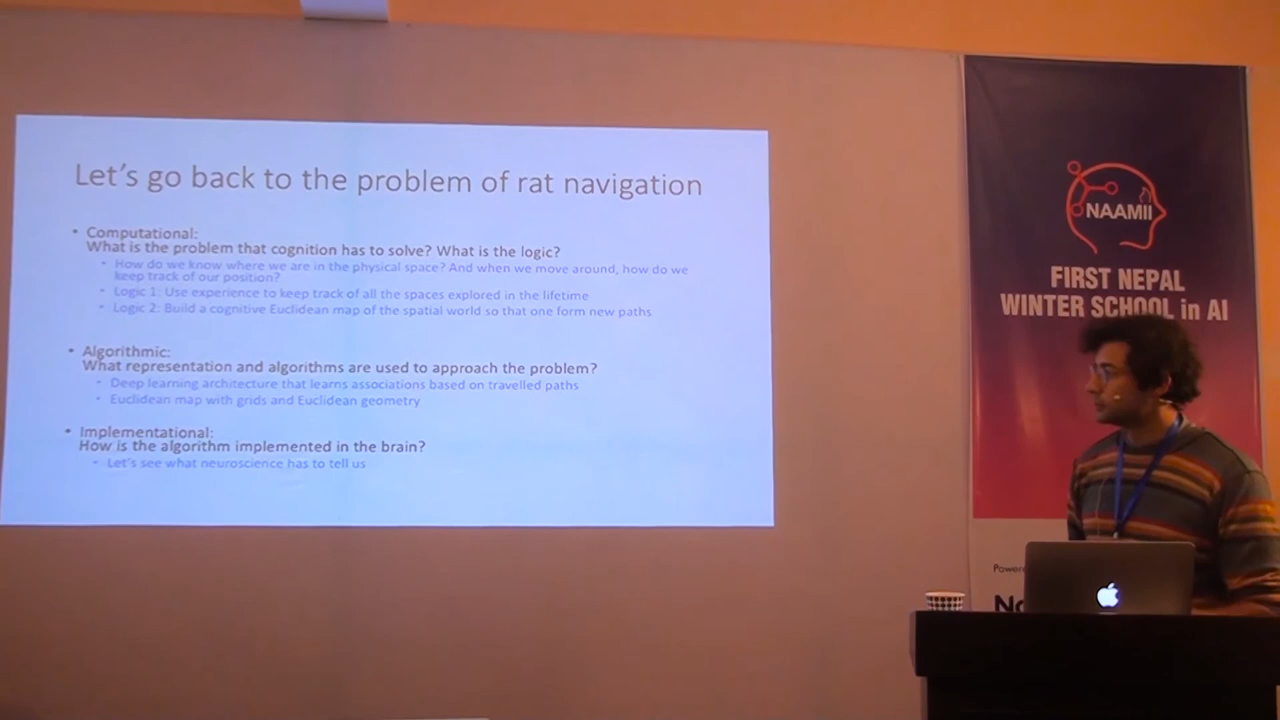 Let's go back to the problem of rat navigation
• Computational:
What is the problem that cognition has to solve? What is the logic?
• How do we know where we are in the physical space? And when we move around, how do we
keep track of our position?
• Logic 1: Use experience to keep track of all the spaces explored in the lifetime
• Logic 2: Build a cognitive Euclidean map of the spatial world so that one form new paths
• Algorithmic:
What representation and algorithms are used to approach the problem?
• Deep learning architecture that learns associations based on travelled paths
• Euclidean map with grids and Euclidean geometry
• Implementational:
How is the algorithm implemented in the brain?
• Let's see what neuroscience has to tell us
NAAMII
FIRST NEPAL
WINTER SCHOOL in AI